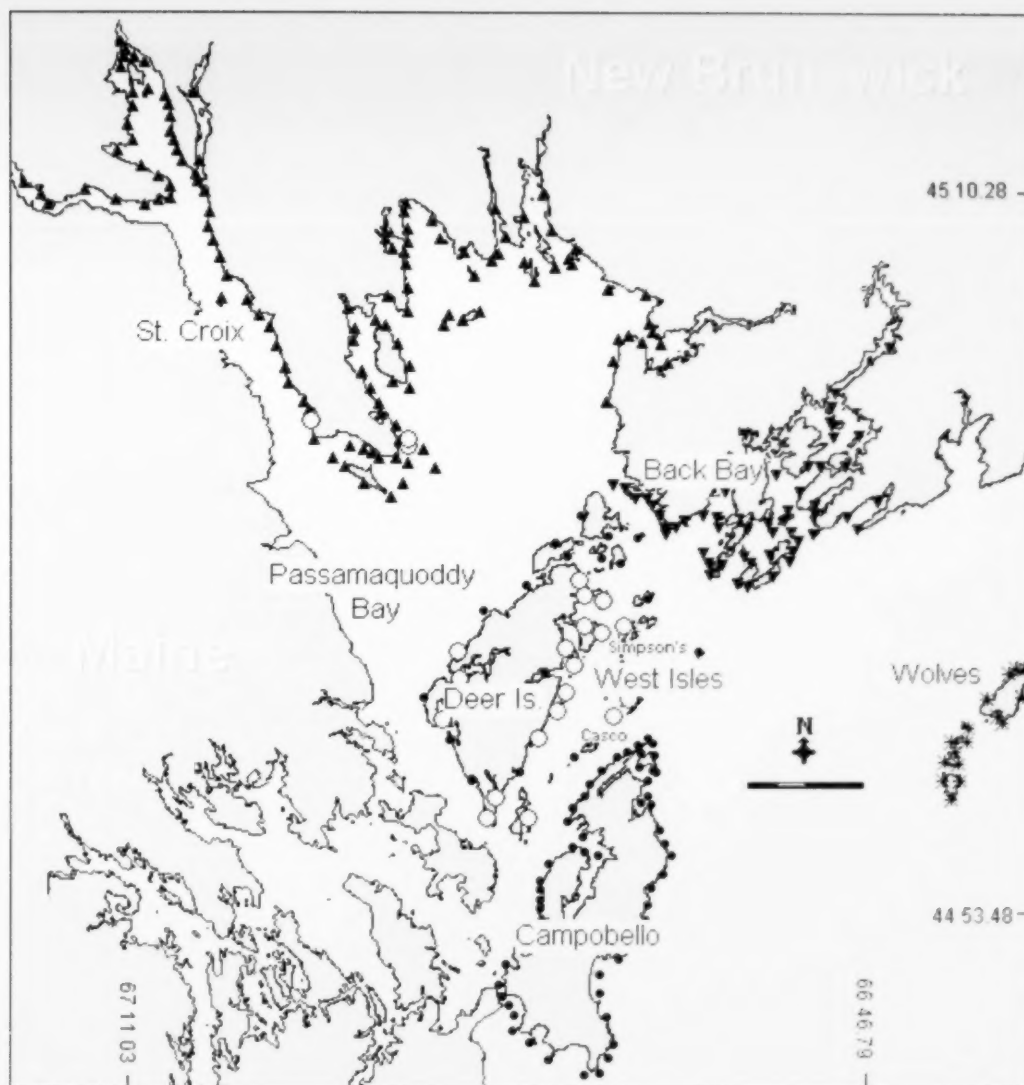 New Brunswick
45 10.28
St. Croix
Back Bay
Passamaquoddy
Bay
Maine
Simpson's
Deer Is.
West Isles
Wolves
Casco
N
44 53.48
Campobello
67 11.03
66 46.79